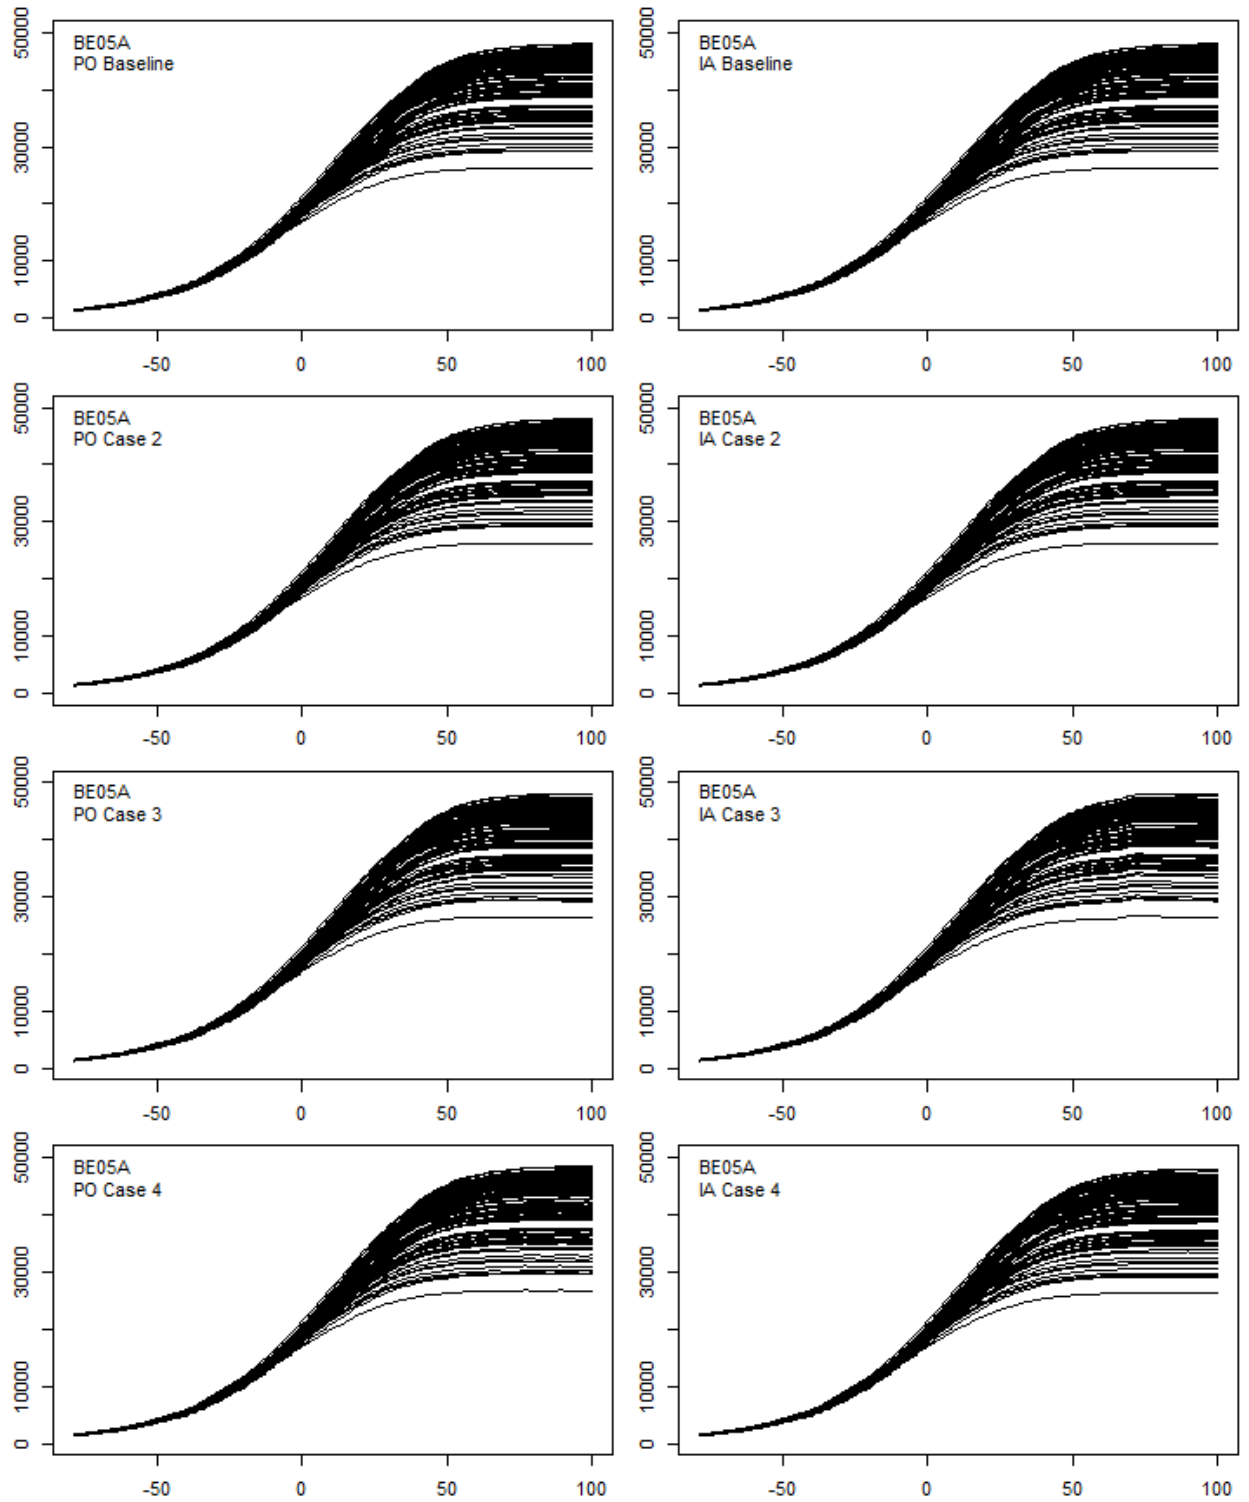 BE05A
PO Baseline
0 10000 30000 50000
-50 0 50 100
BE05A
IA Baseline
0 10000 30000 50000
-50 0 50 100
BE05A
PO Case 2
0 10000 30000 50000
-50 0 50 100
BE05A
IA Case 2
0 10000 30000 50000
-50 0 50 100
BE05A
PO Case 3
0 10000 30000 50000
-50 0 50 100
BE05A
IA Case 3
0 10000 30000 50000
-50 0 50 100
BE05A
PO Case 4
0 10000 30000 50000
-50 0 50 100
BE05A
IA Case 4
0 10000 30000 50000
-50 0 50 100